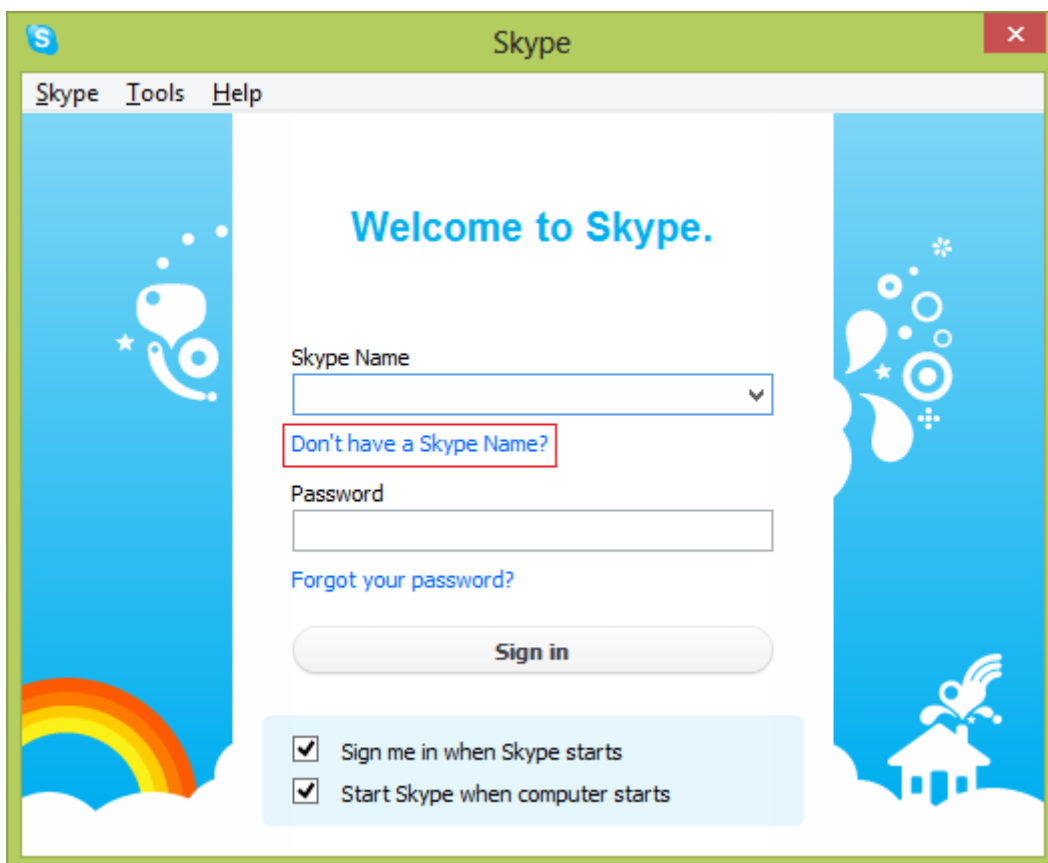 Skype
Skype Tools Help
Welcome to Skype.
Skype Name
Don't have a Skype Name?
Password
Forgot your password?
Sign in
Sign me in when Skype starts
Start Skype when computer starts